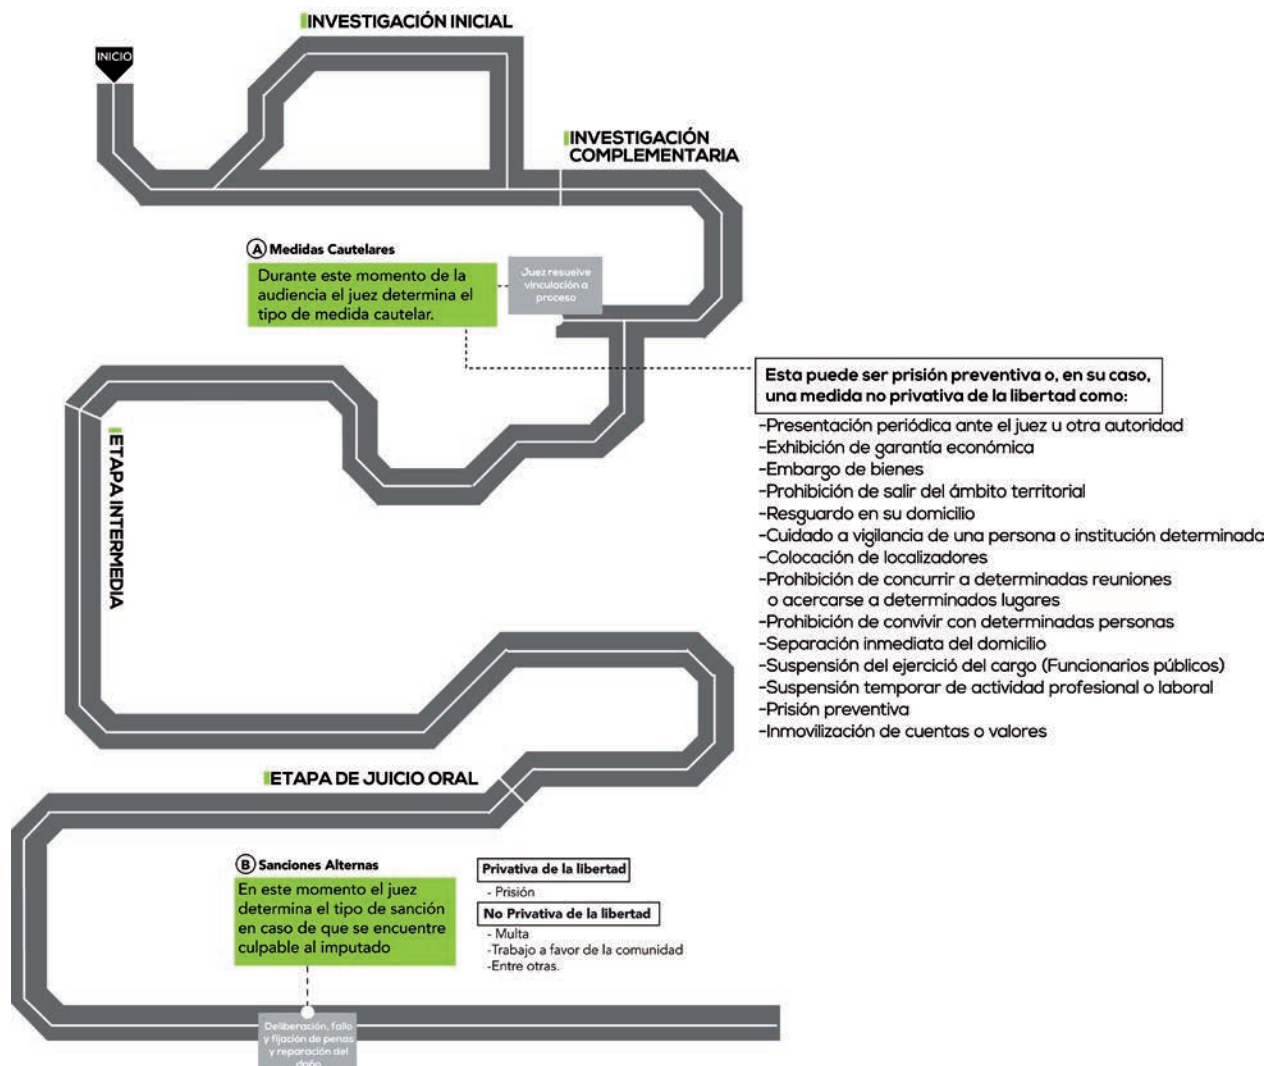 INVESTIGACIÓN INICIAL
INICIO
INVESTIGACIÓN
COMPLEMENTARIA
A Medidas Cautelares
Durante este momento de la
audiencia el juez determina el
tipo de medida cautelar.
Juez resuelve
vinculación a
proceso
Esta puede ser prisión preventiva o, en su caso,
una medida no privativa de la libertad como:
-Presentación periódica ante el juez u otra autoridad
-Exhibición de garantía económica
-Embargo de bienes
-Prohibición de salir del ámbito territorial
-Resguardo en su domicilio
-Cuidado a vigilancia de una persona o institución determinada
-Colocación de localizadores
-Prohibición de concurrir a determinadas reuniones
o acercarse a determinados lugares
-Prohibición de convivir con determinadas personas
-Separación inmediata del domicilio
-Suspensión del ejercició del cargo (Funcionarios públicos)
-Suspensión temporar de actividad profesional o laboral
-Prisión preventiva
-Inmovilización de cuentas o valores
ETAPA INTERMEDIA
ETAPA DE JUICIO ORAL
B Sanciones Alternas
En este momento el juez
determina el tipo de sanción
en caso de que se encuentre
culpable al imputado
Privativa de la libertad
- Prisión
No Privativa de la libertad
- Multa
-Trabajo a favor de la comunidad
-Entre otras.
Deliberación, fallo
y fijación de penas
y reparación del
daño